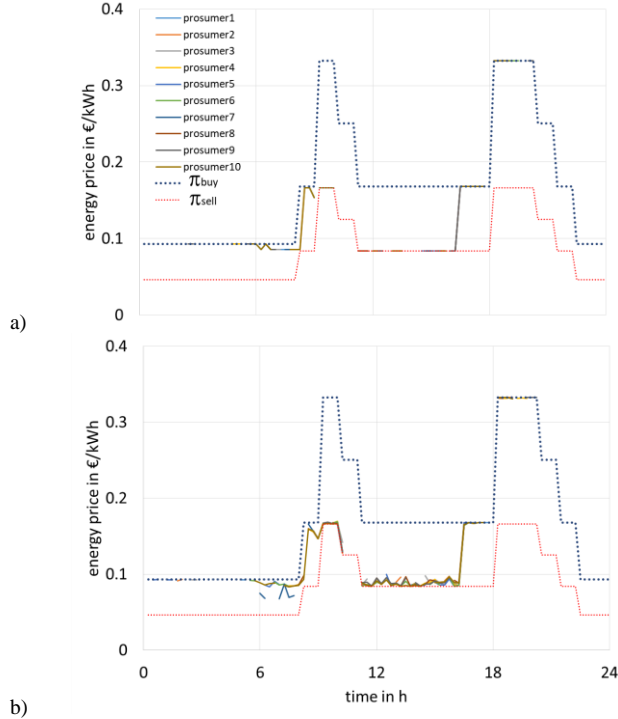 a)
energy price in €/kWh
0.4
0.3
0.2
0.1
0
prosumer1
prosumer2
prosumer3
prosumer4
prosumer5
prosumer6
prosumer7
prosumer8
prosumer9
prosumer10
πbuy
πsell
b)
energy price in €/kWh
0.4
0.3
0.2
0.1
0
0 6 12 18 24
time in h